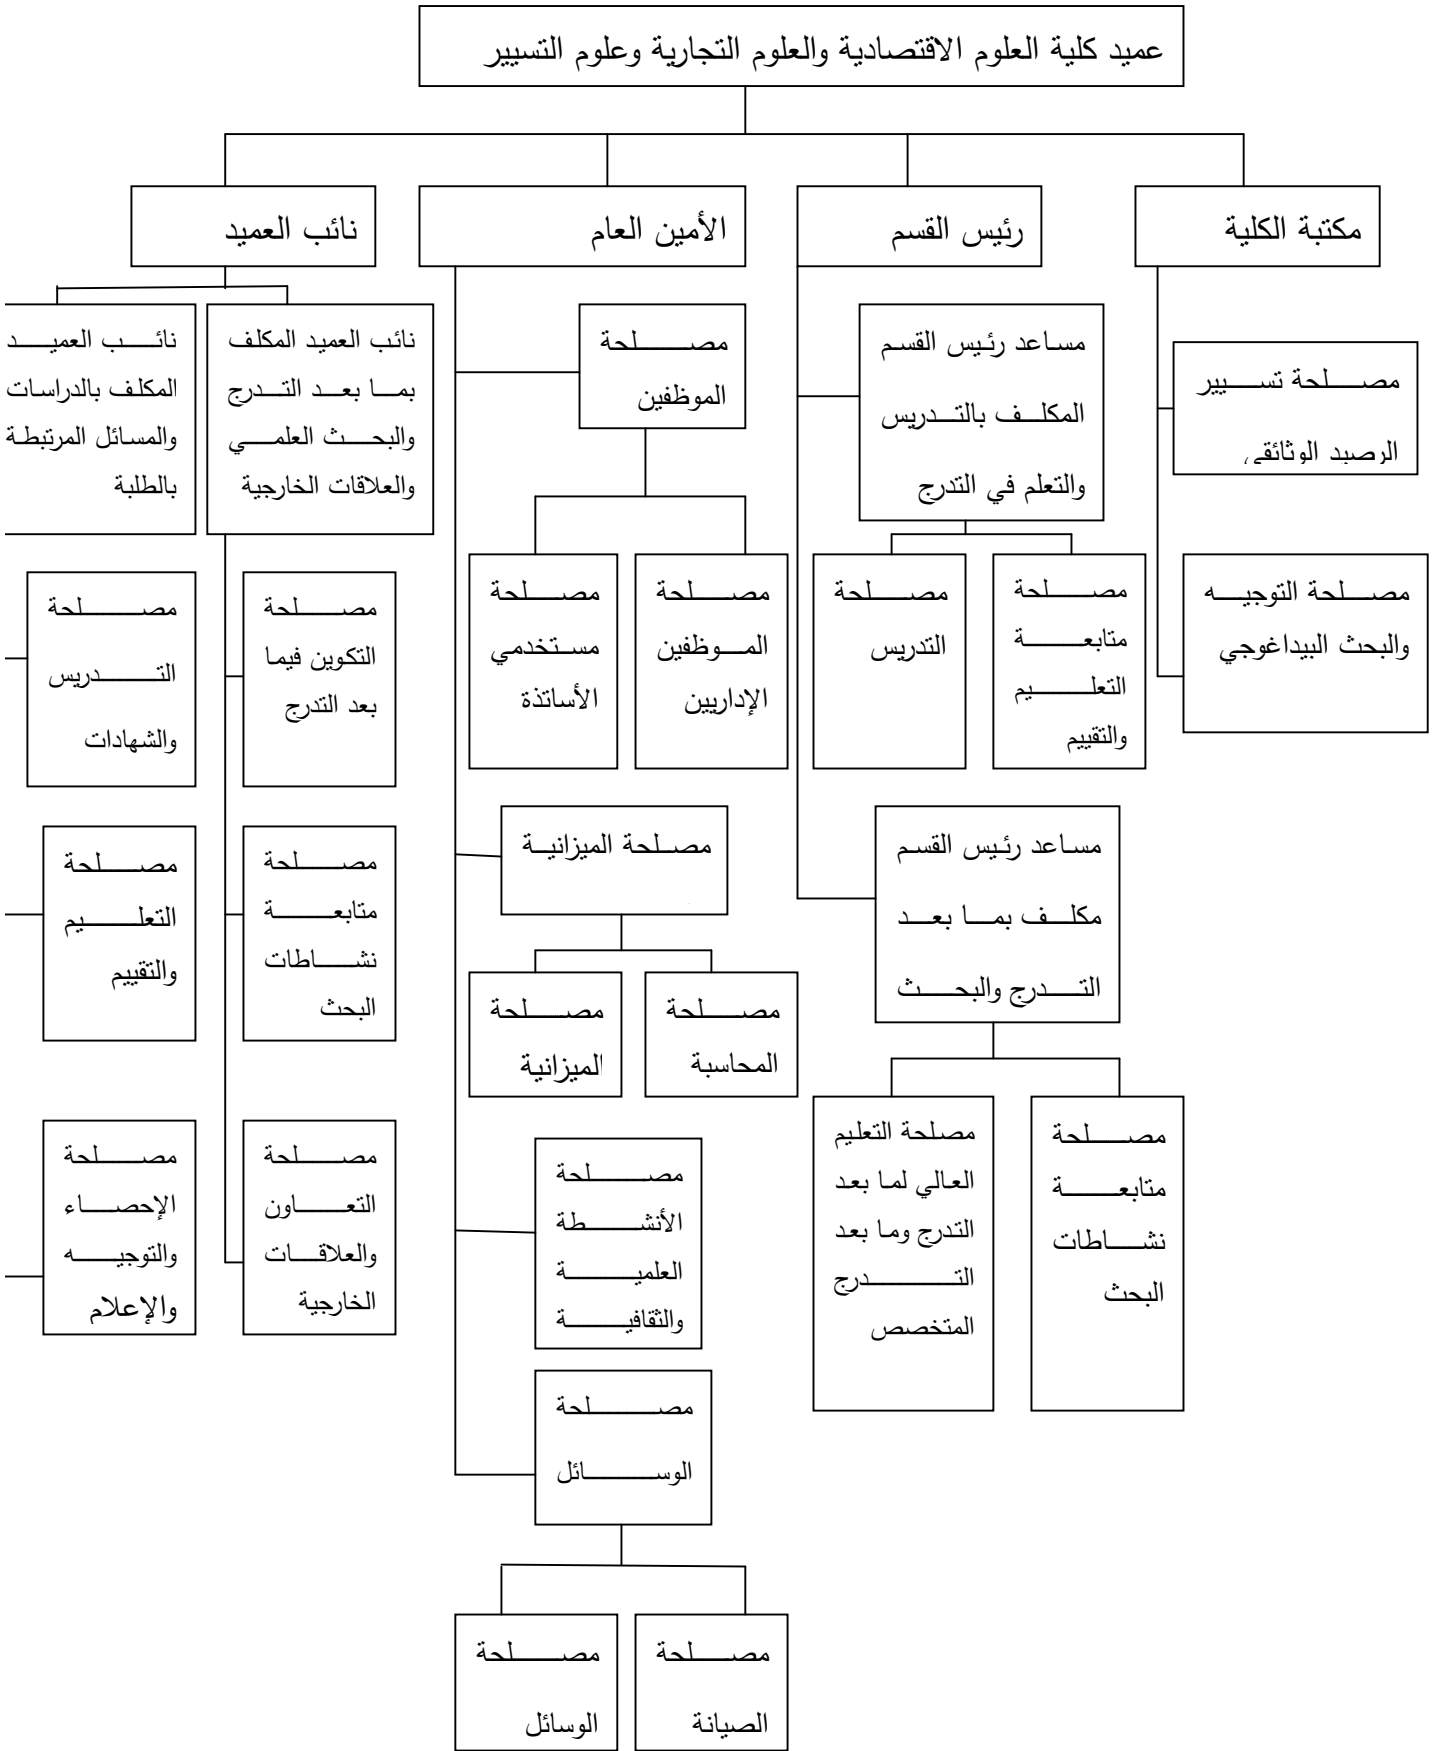 عميد كلية العلوم الاقتصادية والعلوم التجارية وعلوم التسيير
مكتبة الكلية
رئيس القسم
الأمين العام
نائب العميد
مصلحة تسيير
الرصيد الوثائقي
مصلحة التوجيه
والبحث البيداغوجي
مساعد رئيس القسم
المكلف بالتدريس
والتعلم في التدرج
مصلحة
متابعة
التعليم
والتقييم
مصلحة
التدريس
مساعد رئيس القسم
مكلف بما بعد
التدرج والبحث
مصلحة
متابعة
نشاطات
البحث
مصلحة التعليم
العالي لما بعد
التدرج وما بعد
التدرج
المتخصص
مصلحة
الموظفين
مصلحة
الموظفين
الإداريين
مصلحة
مستخدمي
الأساتذة
مصلحة الميزانية
مصلحة
المحاسبة
مصلحة
الميزانية
مصلحة
الأنشطة
العلمية
والثقافية
مصلحة
الوسائل
مصلحة
الصيانة
مصلحة
الوسائل
نائب العميد المكلف
بما بعد التدرج
والبحث العلمي
والعلاقات الخارجية
مصلحة
التكوين فيما
بعد التدرج
مصلحة
متابعة
نشاطات
البحث
مصلحة
التعاون
والعلاقات
الخارجية
نائب العميد
المكلف بالدراسات
والمسائل المرتبطة
بالطلبة
مصلحة
التدريس
والشهادات
مصلحة
التعليم
والتقييم
مصلحة
الإحصاء
والتوجيه
والإعلام